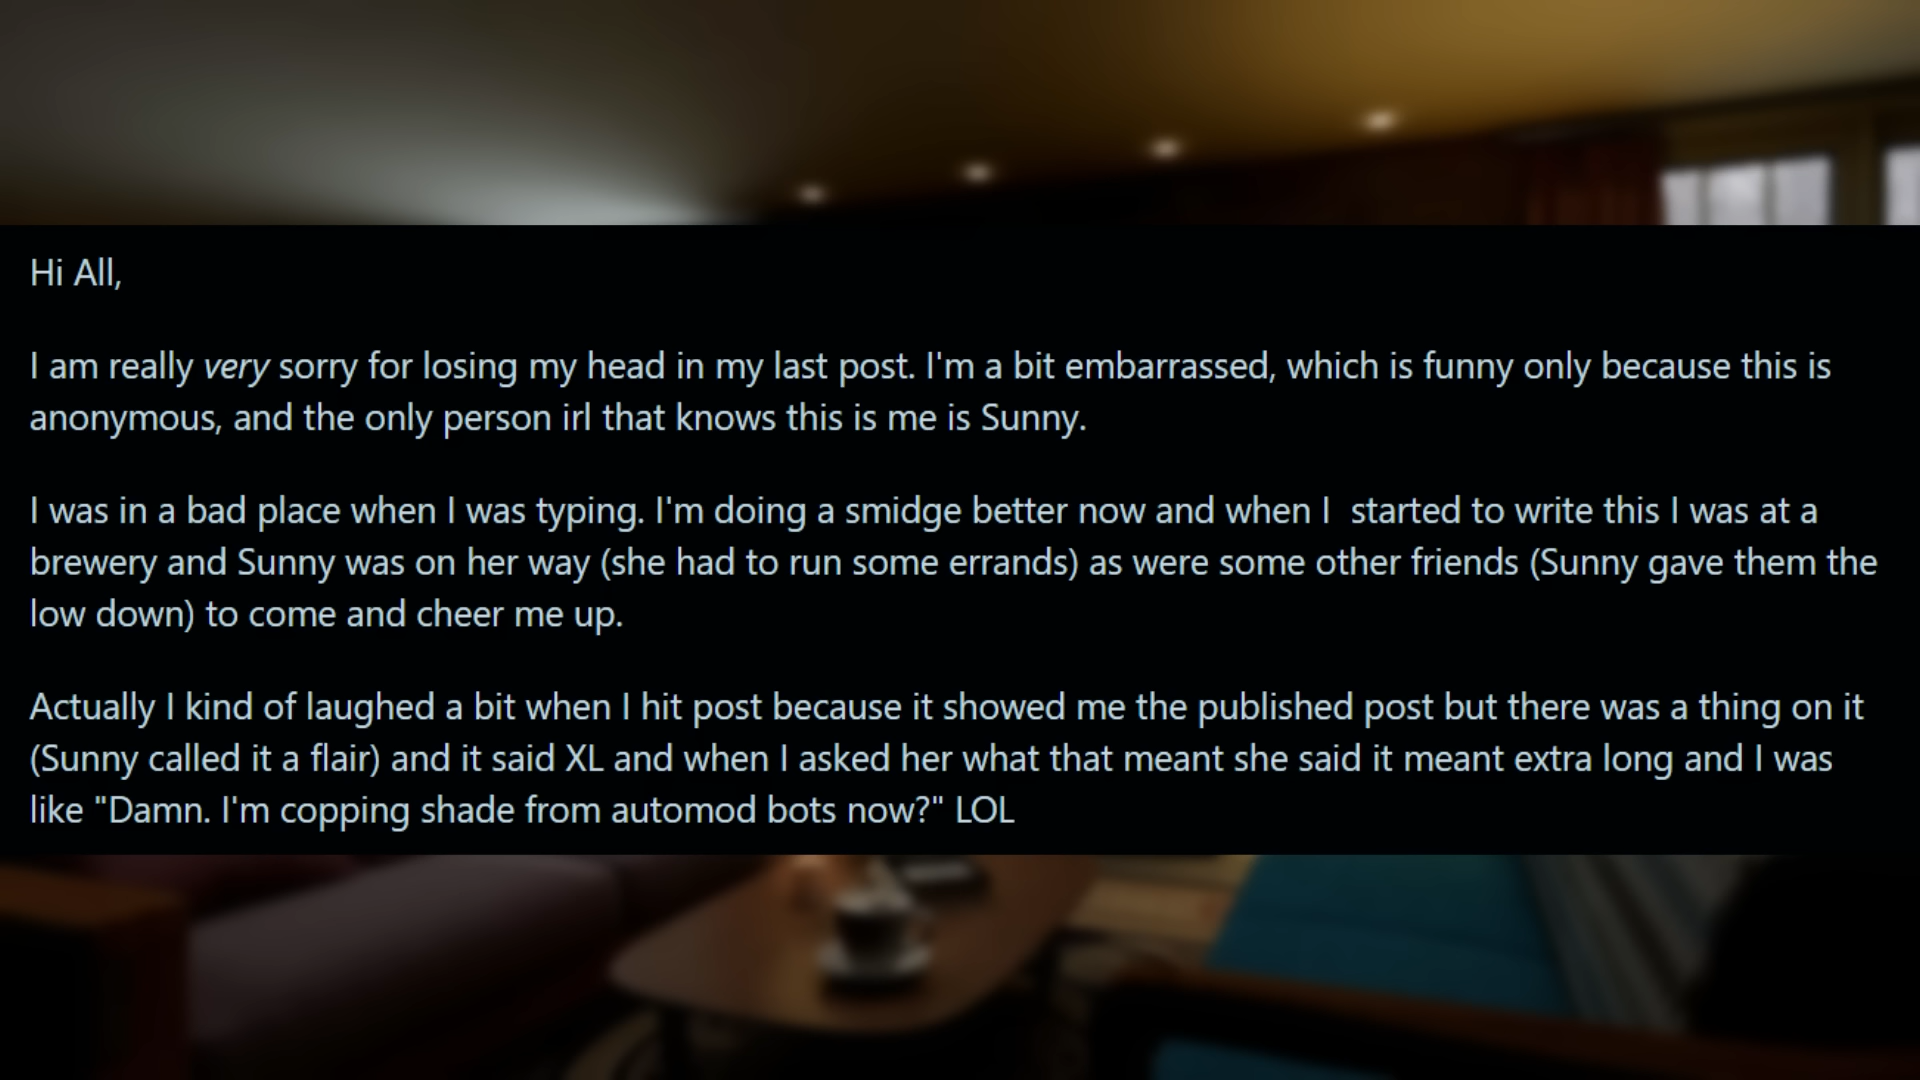 Hi All,
I am really very sorry for losing my head in my last post. I'm a bit embarrassed, which is funny only because this is
anonymous, and the only person irl that knows this is me is Sunny.
I was in a bad place when I was typing. I'm doing a smidge better now and when I  started to write this I was at a
brewery and Sunny was on her way (she had to run some errands) as were some other friends (Sunny gave them the
low down) to come and cheer me up.
Actually I kind of laughed a bit when I hit post because it showed me the published post but there was a thing on it
(Sunny called it a flair) and it said XL and when I asked her what that meant she said it meant extra long and I was
like "Damn. I'm copping shade from automod bots now?" LOL